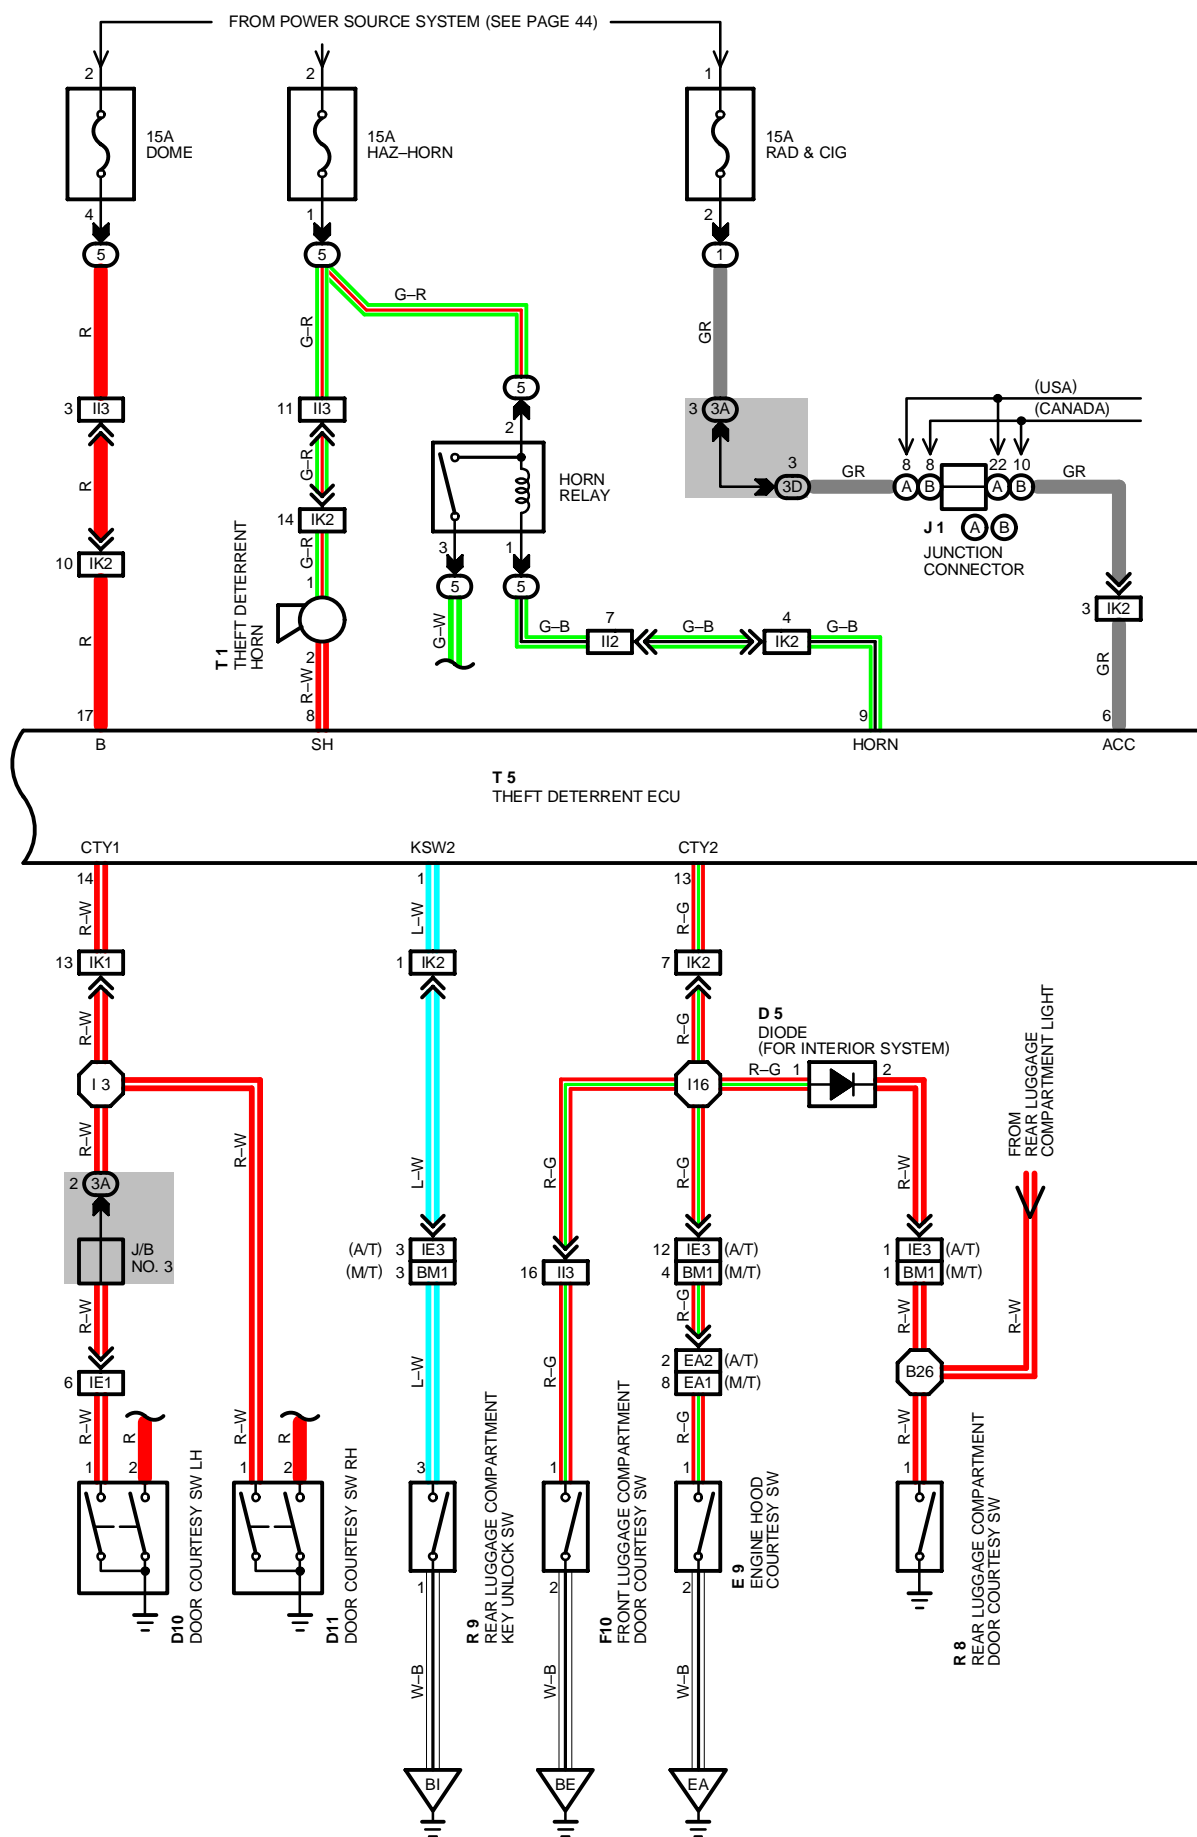 FROM POWER SOURCE SYSTEM (SEE PAGE 44)
2
2
1
15A
DOME
15A
HAZ–HORN
15A
RAD & CIG
4
1
2
5
5
1
R
G–R
G–R
GR
5
3 II3
11 II3
2
3 3A
(USA)
(CANADA)
R
G–R
HORN
RELAY
3
3D
GR
8 8
22 10
A B
A B
GR
14 IK2
J 1 A B
JUNCTION
CONNECTOR
10 IK2
G–R
3
1
5
5
1
T 1
THEFT DETERRENT
HORN
R
2
R–W
G–W
G–B
7
II2
G–B
4
IK2
G–B
3 IK2
GR
17
8
9
6
B
SH
HORN
ACC
T 5
THEFT DETERRENT ECU
CTY1
KSW2
CTY2
14
1
13
R–W
L–W
R–G
13 IK1
1 IK2
7 IK2
R–W
R–G
D 5
DIODE
(FOR INTERIOR SYSTEM)
I 3
I16
R–G 1
2
FROM
REAR LUGGAGE
COMPARTMENT LIGHT
R–W
R–W
L–W
R–G
R–G
R–W
2 3A
J/B
NO. 3
(A/T) 3 IE3
(M/T) 3 BM1
16 II3
12 IE3 (A/T)
4 BM1 (M/T)
1 IE3 (A/T)
1 BM1 (M/T)
R–W
R–G
R–W
R–W
6 IE1
L–W
R–G
2 EA2 (A/T)
8 EA1 (M/T)
B26
R–W
R
R–W
R
R–G
R–W
1
2
1
2
3
1
1
1
D10
DOOR COURTESY SW LH
D11
DOOR COURTESY SW RH
R 9
REAR LUGGAGE COMPARTMENT
KEY UNLOCK SW
F10
FRONT LUGGAGE COMPARTMENT
DOOR COURTESY SW
E 9
ENGINE HOOD
COURTESY SW
R 8
REAR LUGGAGE COMPARTMENT
DOOR COURTESY SW
1
2
2
W–B
W–B
W–B
BI
BE
EA